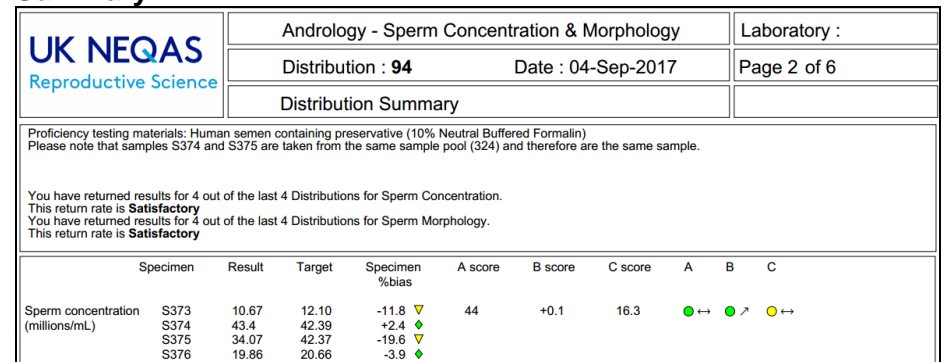 UK NEQAS
Reproductive Science
Andrology - Sperm Concentration & Morphology
Laboratory :
Distribution : 94 Date : 04-Sep-2017
Page 2 of 6
Distribution Summary
Proficiency testing materials: Human semen containing preservative (10% Neutral Buffered Formalin)
Please note that samples S374 and S375 are taken from the same sample pool (324) and therefore are the same sample.
You have returned results for 4 out of the last 4 Distributions for Sperm Concentration.
This return rate is Satisfactory
You have returned results for 4 out of the last 4 Distributions for Sperm Morphology.
This return rate is Satisfactory
Specimen Result Target Specimen A score B score C score A B C
%bias
Sperm concentration S373 10.67 12.10 -11.8 44 +0.1 16.3 ↔ ↗ ↔
(millions/mL) S374 43.4 42.39 +2.4
S375 34.07 42.37 -19.6
S376 19.86 20.66 -3.9